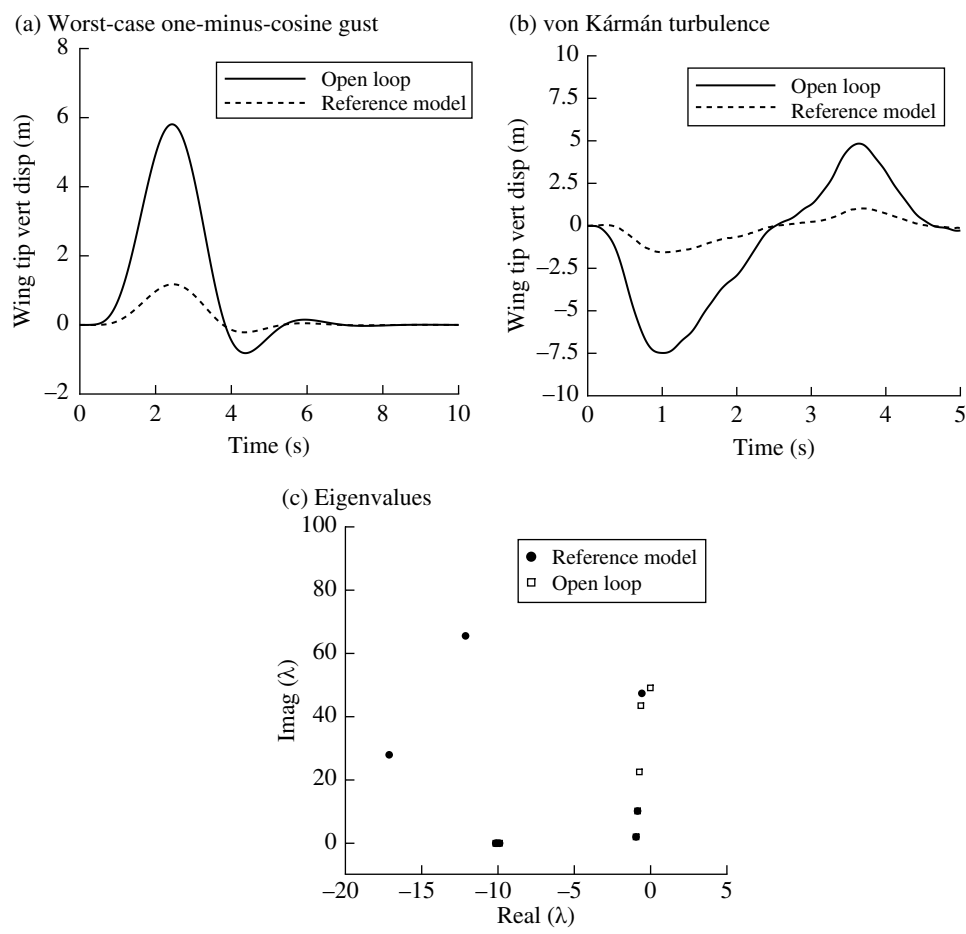 (a) Worst-case one-minus-cosine gust
8
6
4
2
0
–2
Wing tip vert disp (m)
Open loop
Reference model
0 2 4 6 8 10
Time (s)
(b) von Kármán turbulence
10
7.5
5
2.5
0
–2.5
–5
–7.5
–10
Wing tip vert disp (m)
Open loop
Reference model
0 1 2 3 4 5
Time (s)
(c) Eigenvalues
100
80
60
40
20
0
Imag (λ)
Reference model
Open loop
–20 –15 –10 –5 0 5
Real (λ)